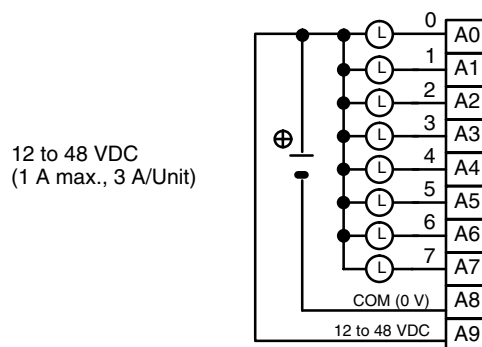 0 A0
L
1 A1
L
2 A2
L
3 A3
L
12 to 48 VDC
(1 A max., 3 A/Unit)
4 A4
L
5 A5
L
6 A6
L
7 A7
L
COM (0 V) A8
12 to 48 VDC A9